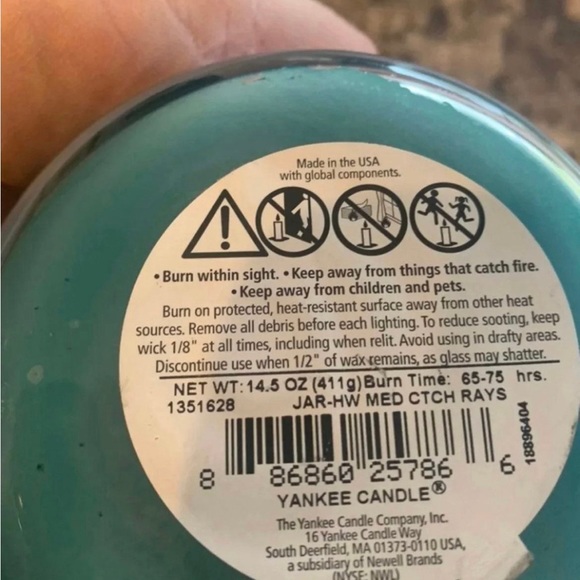 Made in the USA
with global components.
• Burn within sight. • Keep away from things that catch fire.
• Keep away from children and pets.
Burn on protected, heat-resistant surface away from other heat
sources. Remove all debris before each lighting. To reduce sooting, keep
wick 1/8" at all times, including when relit. Avoid using in drafty areas.
Discontinue use when 1/2" of wax remains, as glass may shatter.
NET WT: 14.5 OZ (411g) Burn Time: 65-75 hrs.
1351628 JAR-HW MED CTCH RAYS
18896404
8 86860 25786 6
YANKEE CANDLE®
The Yankee Candle Company, Inc.
16 Yankee Candle Way
South Deerfield, MA 01373-0110 USA,
a subsidiary of Newell Brands
(NYSE: NWL)